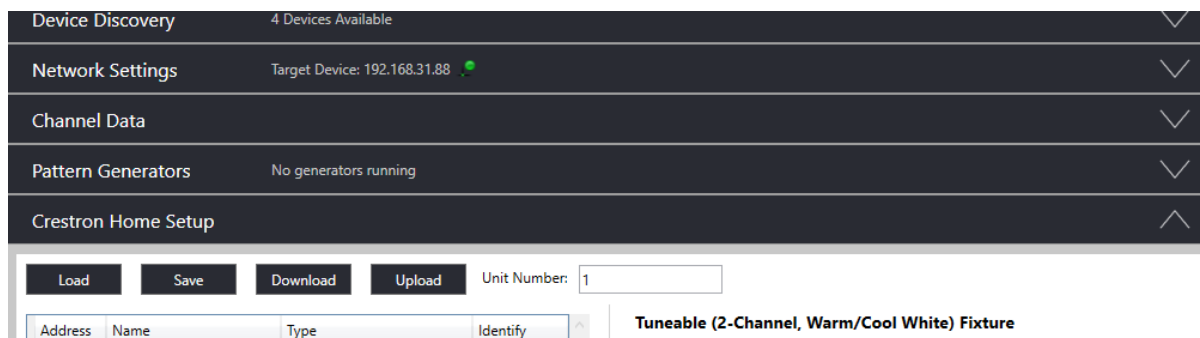 Device Discovery 4 Devices Available
Network Settings Target Device: 192.168.31.88
Channel Data
Pattern Generators No generators running
Crestron Home Setup
Load Save Download Upload Unit Number: 1
Address Name Type Identify
Tuneable (2-Channel, Warm/Cool White) Fixture